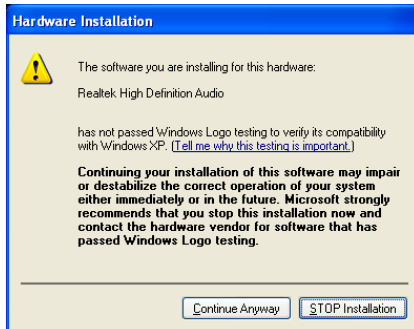 Hardware Installation
The software you are installing for this hardware:
Realtek High Definition Audio
has not passed Windows Logo testing to verify its compatibility
with Windows XP. (Tell me why this testing is important.)
Continuing your installation of this software may impair
or destabilize the correct operation of your system
either immediately or in the future. Microsoft strongly
recommends that you stop this installation now and
contact the hardware vendor for software that has
passed Windows Logo testing.
Continue Anyway
STOP Installation